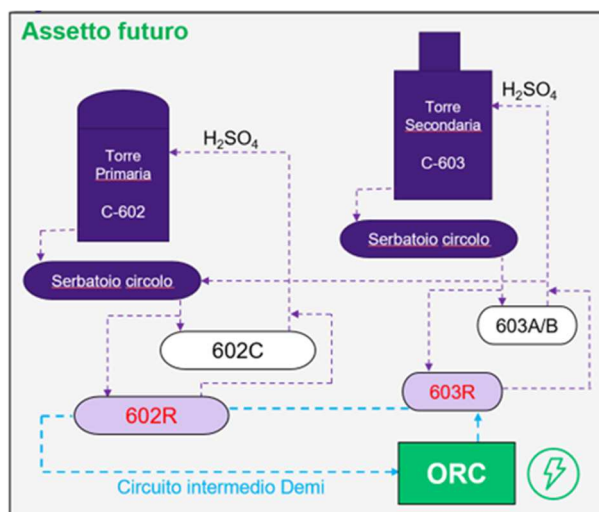 Assetto futuro
H₂SO₄
Torre
Primaria
C-602
Serbatoio circolo
602C
602R
H₂SO₄
Torre
Secondaria
C-603
Serbatoio circolo
603A/B
603R
ORC
Circuito intermedio Demi